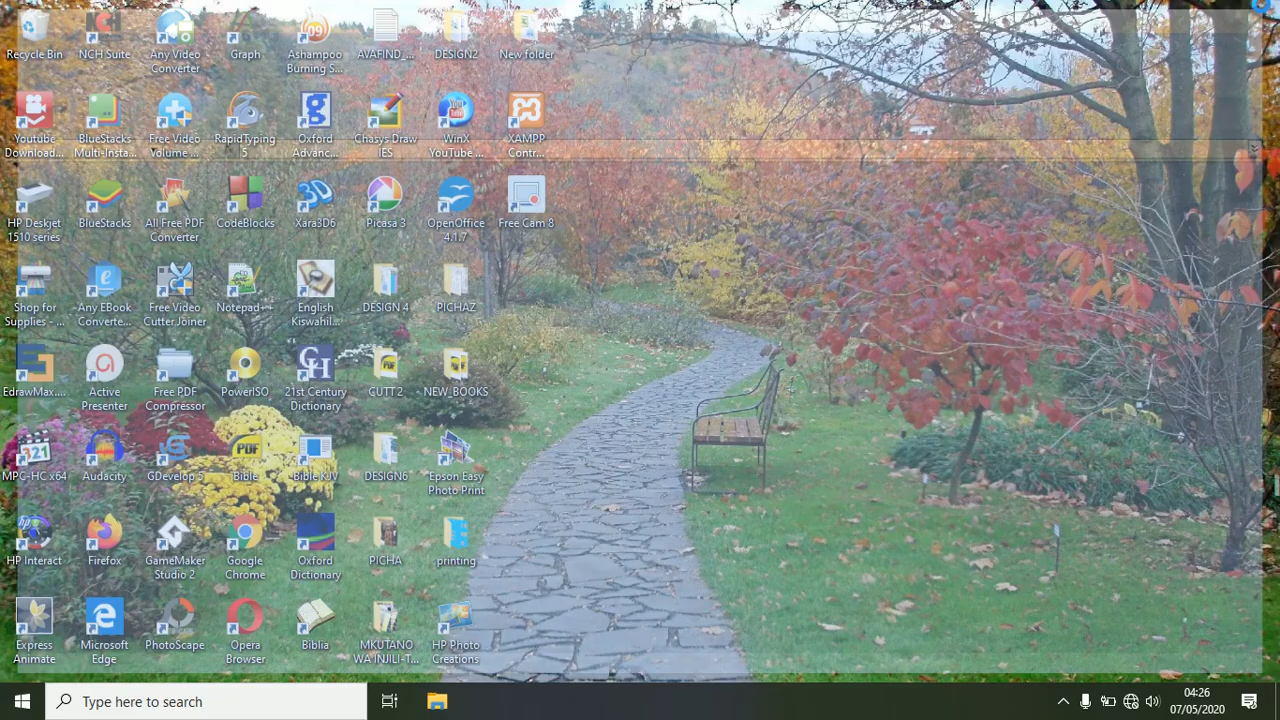 Recycle Bin
NCH Suite
Any Video
Converter
Graph
Ashampoo
Burning S...
AVAFIND_...
DESIGN2
New folder
Youtube
Download...
BlueStacks
Multi-Insta...
Free Video
Volume ...
RapidTyping
5
Oxford
Advanc...
Chasys Draw
IES
WinX
YouTube ...
XAMPP
Contr...
HP Deskjet
1510 series
BlueStacks
All Free PDF
Converter
CodeBlocks
Xara3D6
Picasa 3
OpenOffice
4.1.7
Free Cam 8
Shop for
Supplies - ...
Any EBook
Converte...
Free Video
Cutter Joiner
Notepad++
English
Kiswahil...
DESIGN 4
PICHAZ
EdrawMax...
Active
Presenter
Free PDF
Compressor
PowerISO
21st Century
Dictionary
CUTT 2
NEW_BOOKS
MPC-HC x64
Audacity
GDevelop 5
Bible
Bible KJV
DESIGN6
Epson Easy
Photo Print
HP Interact
Firefox
GameMaker
Studio 2
Google
Chrome
Oxford
Dictionary
PICHA
printing
Express
Animate
Microsoft
Edge
PhotoScape
Opera
Browser
Biblia
MKUTANO
WA INJILI-T...
HP Photo
Creations
Type here to search
04:26
07/05/2020